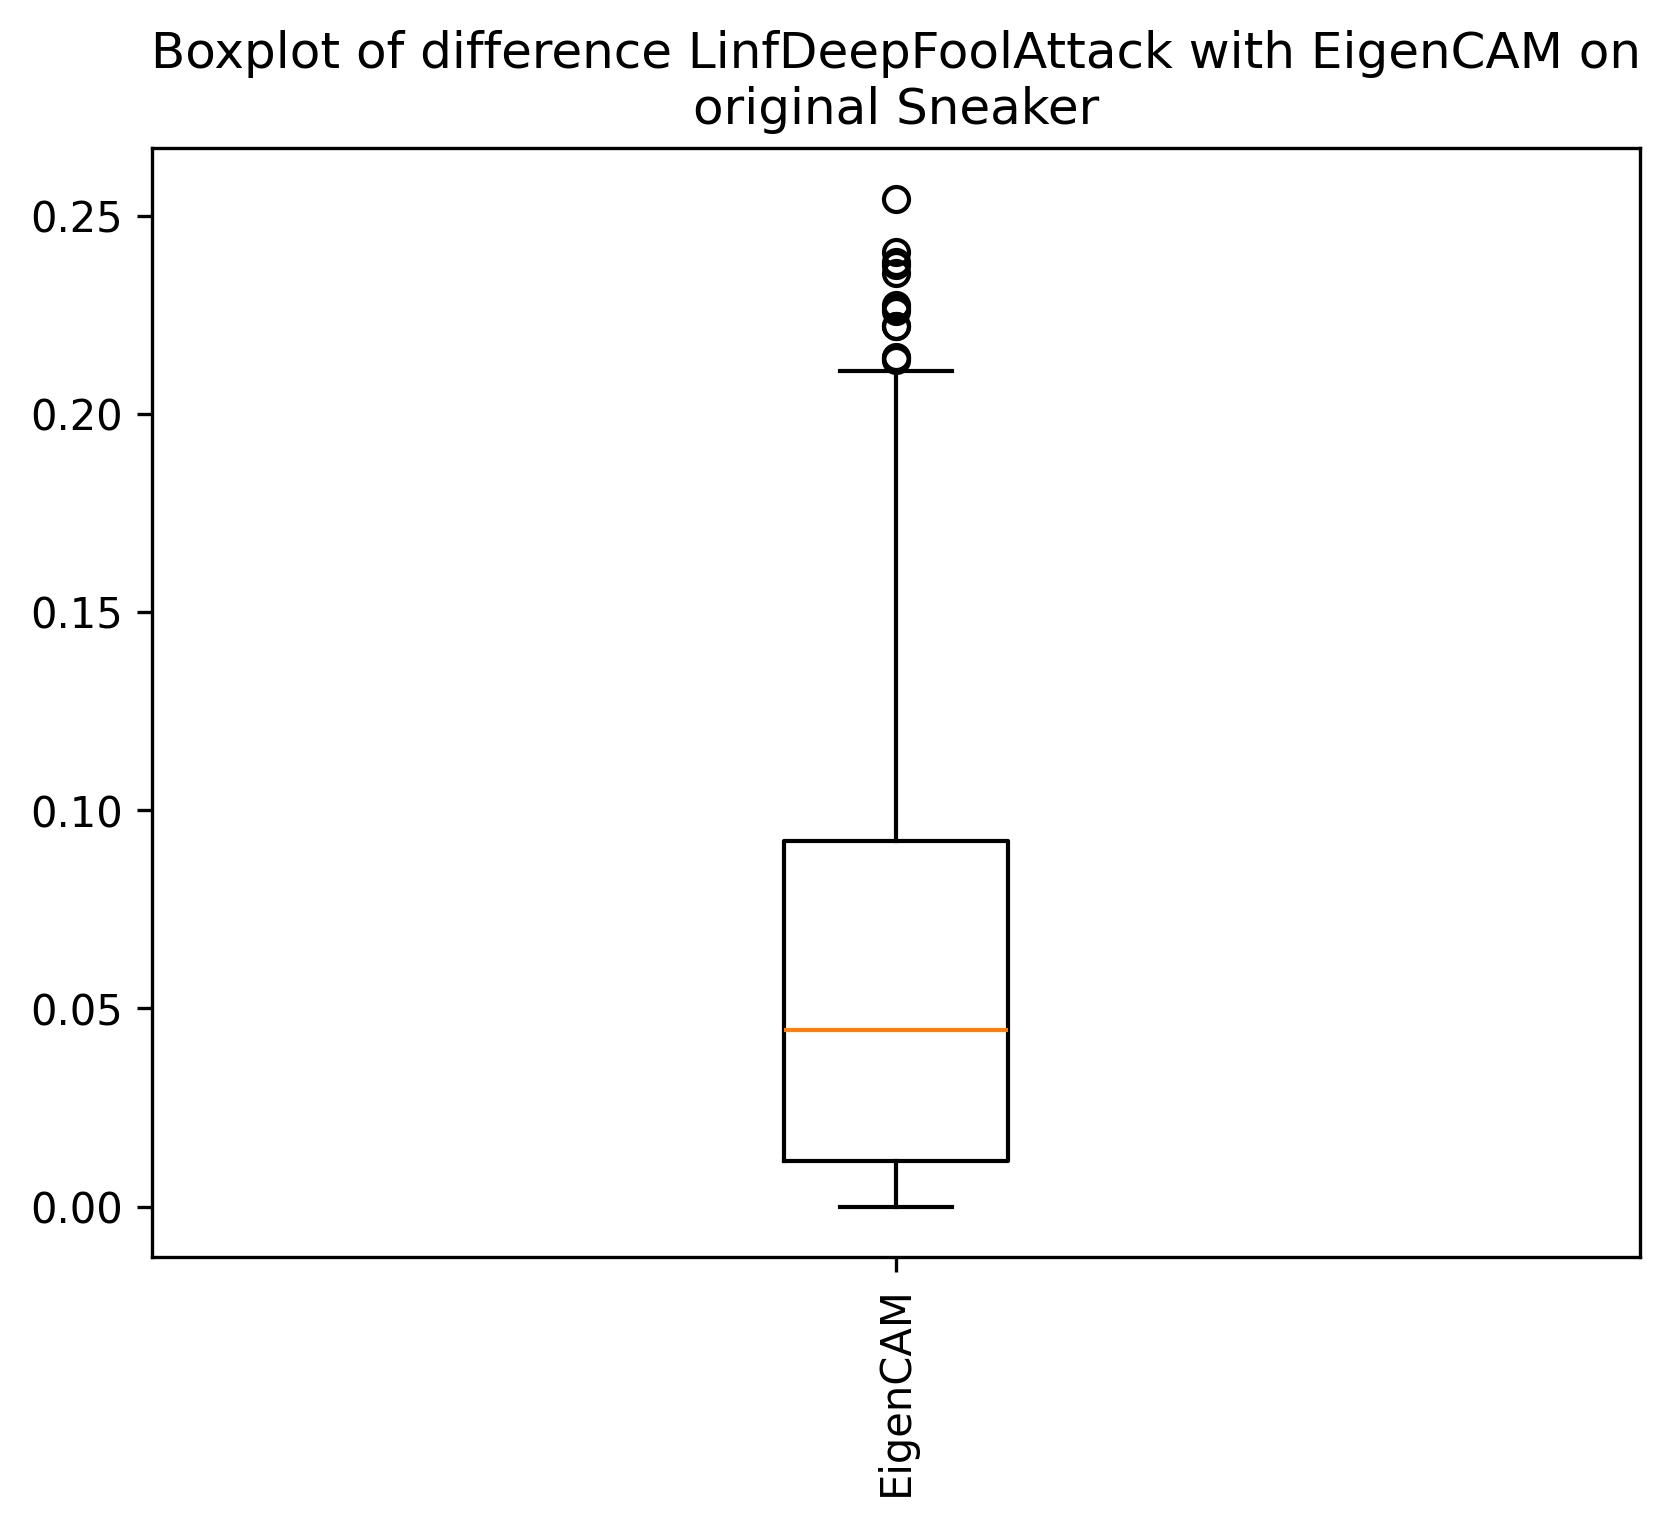 Boxplot of difference LinfDeepFoolAttack with EigenCAM on
original Sneaker
0.25
0.20
0.15
0.10
0.05
0.00
EigenCAM